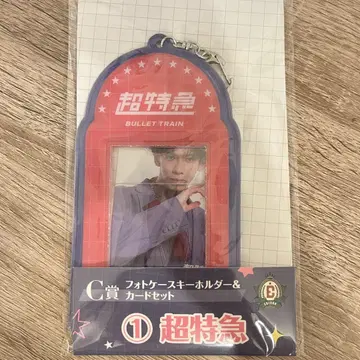 超特急
BULLET TRAIN
C賞
フォトケースキーホルダー&
カードセット
① 超特急